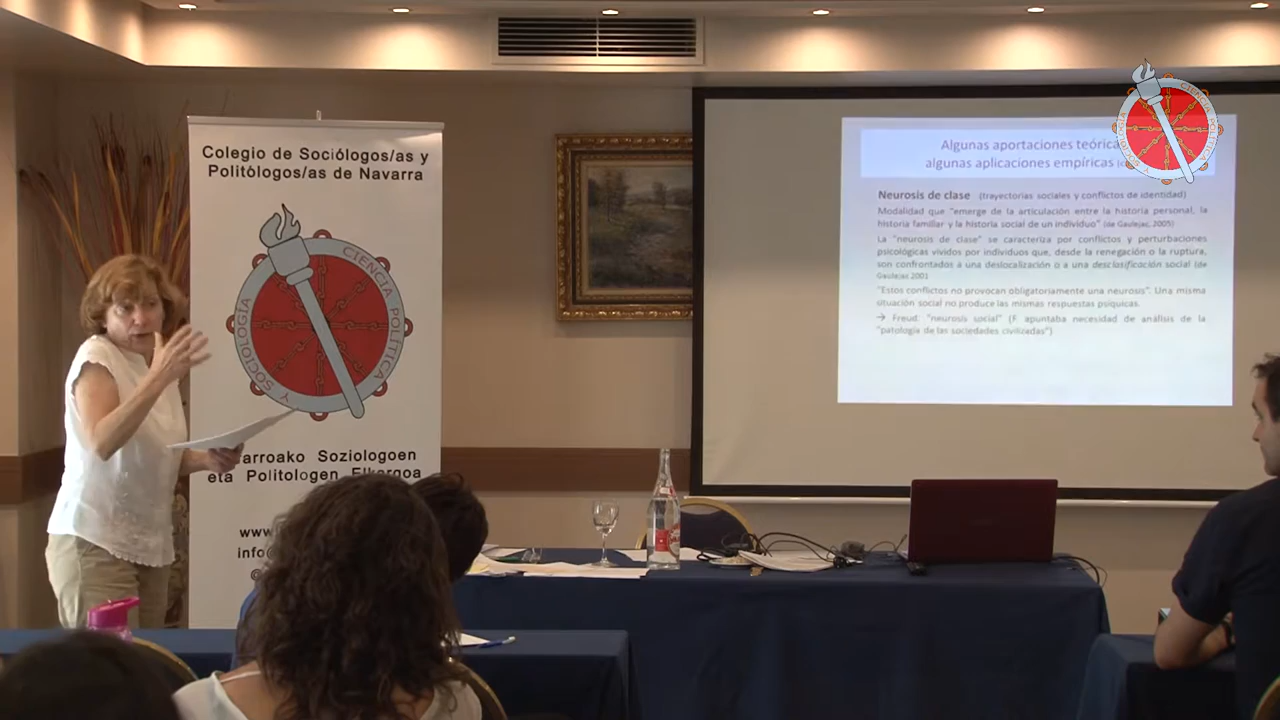 Colegio de Sociólogos/as y
Politólogos/as de Navarra
CIENCIA POLÍTICA
Y SOCIOLOGÍA
arroako Soziologoen
eta Politologen Elkargoa
www
info
@
Algunas aportaciones teórica
algunas aplicaciones empíricas
Neurosis de clase (trayectorias sociales y conflictos de identidad)
Modalidad que "emerge de la articulación entre la historia personal, la
historia familiar y la historia social de un individuo" (de Gaulejac, 2005)
La "neurosis de clase" se caracteriza por conflictos y perturbaciones
psicológicas vividos por individuos que, desde la renegación o la ruptura,
son confrontados a una deslocalización o a una desclasificación social (de
Gaulejac 2001
"Estos conflictos no provocan obligatoriamente una neurosis". Una misma
situación social no produce las mismas respuestas psíquicas.
→ Freud: "neurosis social" (F. apuntaba necesidad de análisis de la
"patología de las sociedades civilizadas")
CIENCIA POLÍTICA
Y SOCIOLOGÍA